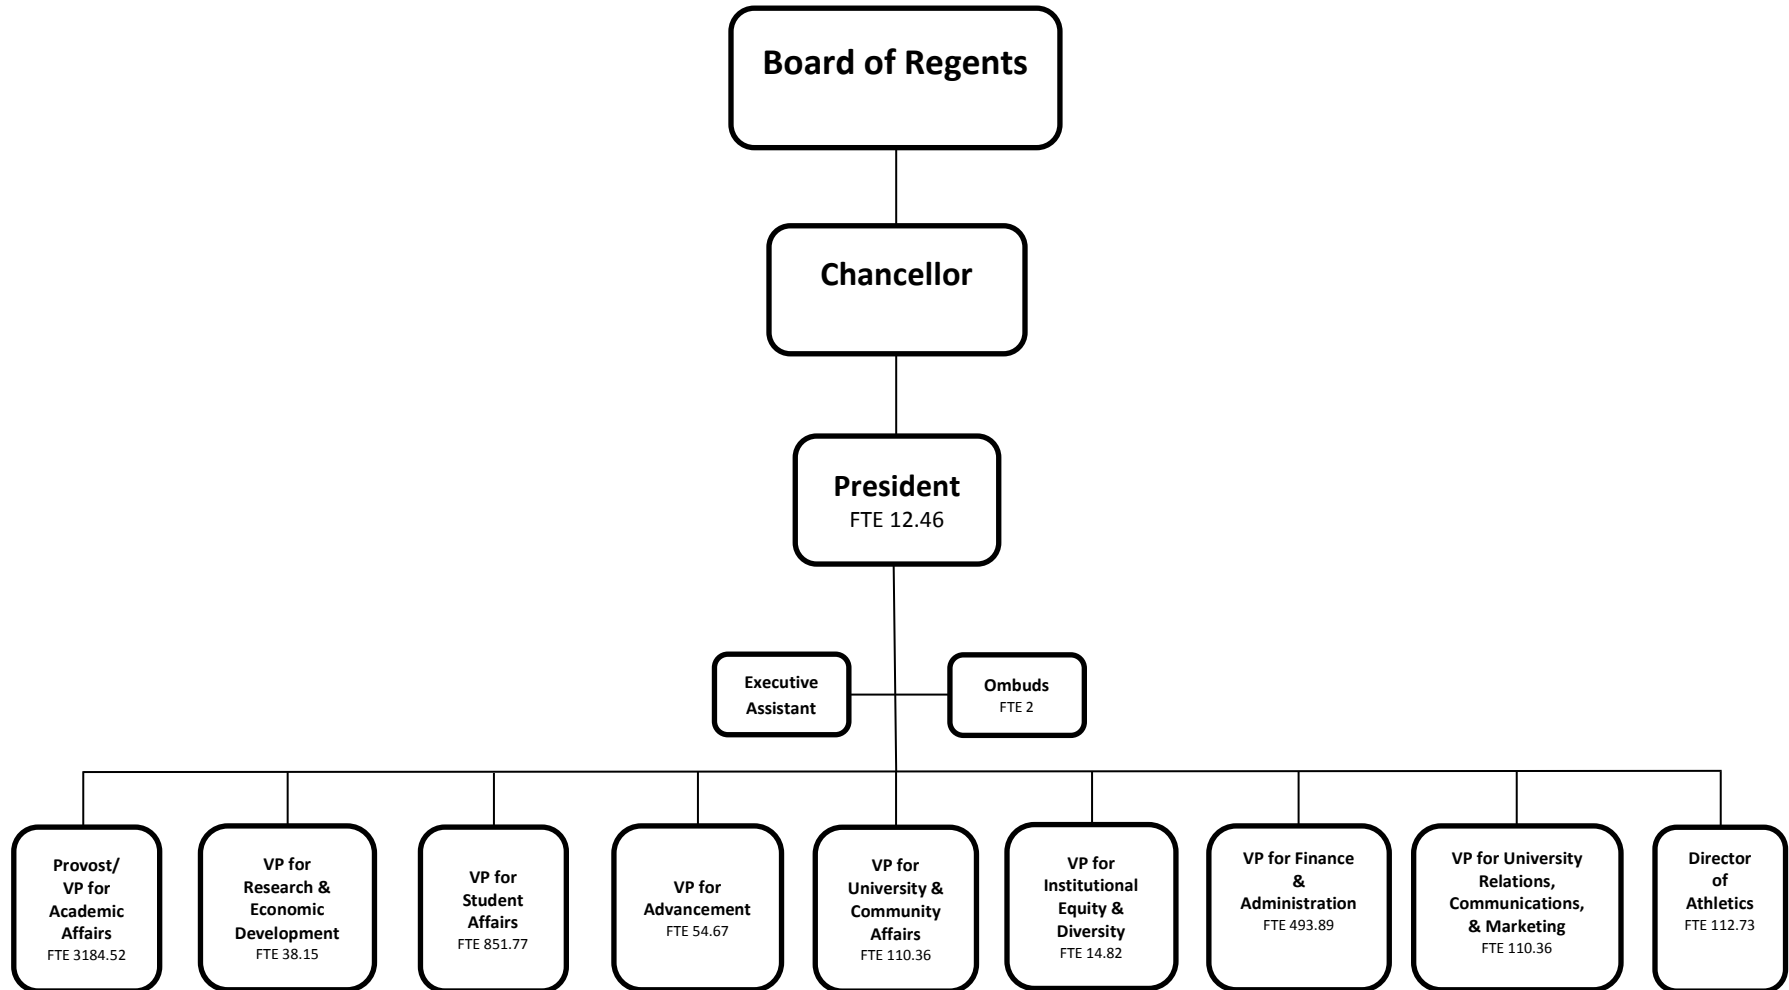 Board of Regents
Chancellor
President
FTE 12.46
Executive
Assistant
Ombuds
FTE 2
Provost/
VP for
Academic
Affairs
FTE 3184.52
VP for
Research &
Economic
Development
FTE 38.15
VP for
Student
Affairs
FTE 851.77
VP for
Advancement
FTE 54.67
VP for
University &
Community
Affairs
FTE 110.36
VP for
Institutional
Equity &
Diversity
FTE 14.82
VP for Finance
&
Administration
FTE 493.89
VP for University
Relations,
Communications,
& Marketing
FTE 110.36
Director
of
Athletics
FTE 112.73